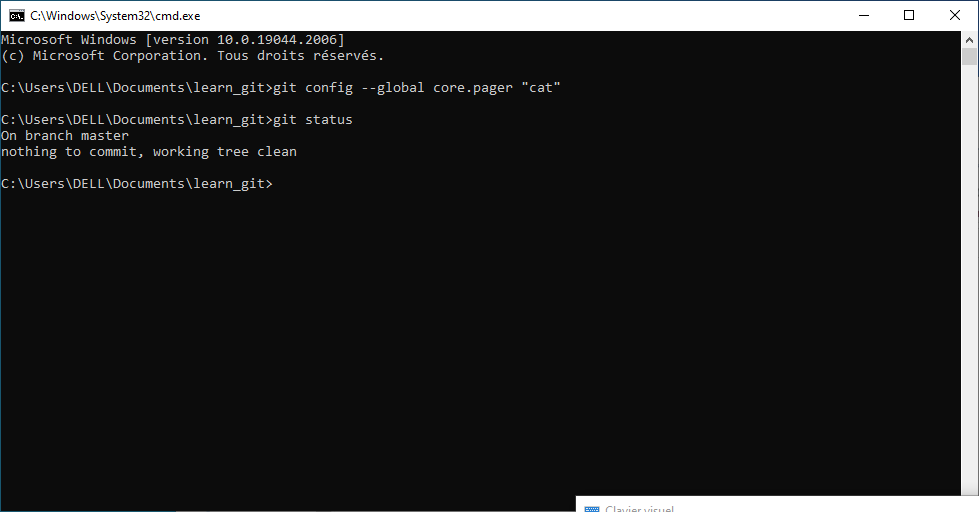 C:\Windows\System32\cmd.exe
Microsoft Windows [version 10.0.19044.2006]
(c) Microsoft Corporation. Tous droits réservés.
C:\Users\DELL\Documents\learn_git>git config --global core.pager "cat"
C:\Users\DELL\Documents\learn_git>git status
On branch master
nothing to commit, working tree clean
C:\Users\DELL\Documents\learn_git>
Clavier visuel